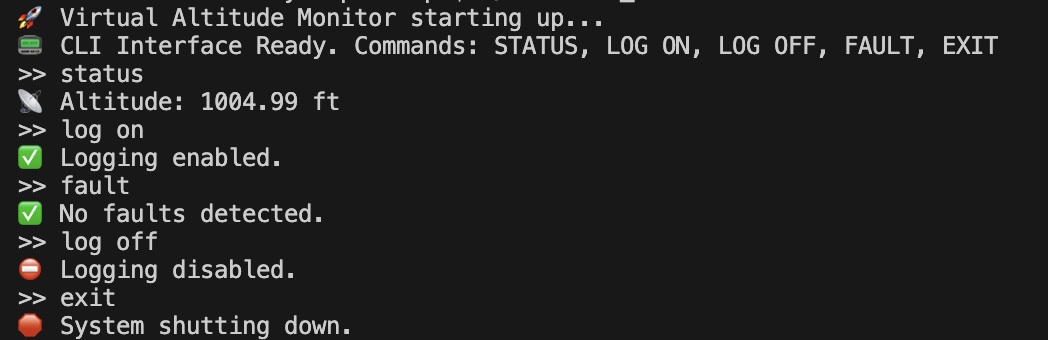 🚀 Virtual Altitude Monitor starting up...
📟 CLI Interface Ready. Commands: STATUS, LOG ON, LOG OFF, FAULT, EXIT
>> status
📡 Altitude: 1004.99 ft
>> log on
✅ Logging enabled.
>> fault
✅ No faults detected.
>> log off
⛔ Logging disabled.
>> exit
🛑 System shutting down.